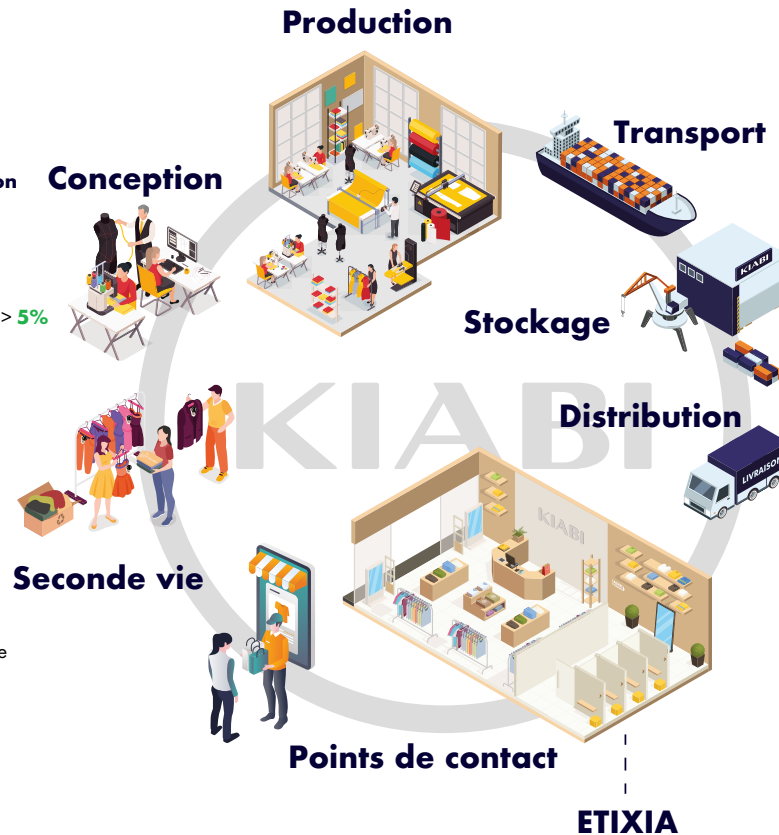 Production
Transport
on
Conception
KIABI
> 5%
Stockage
KIABI
Distribution
LIVRAISON
KIABI
Seconde vie
e
Points de contact
ETIXIA